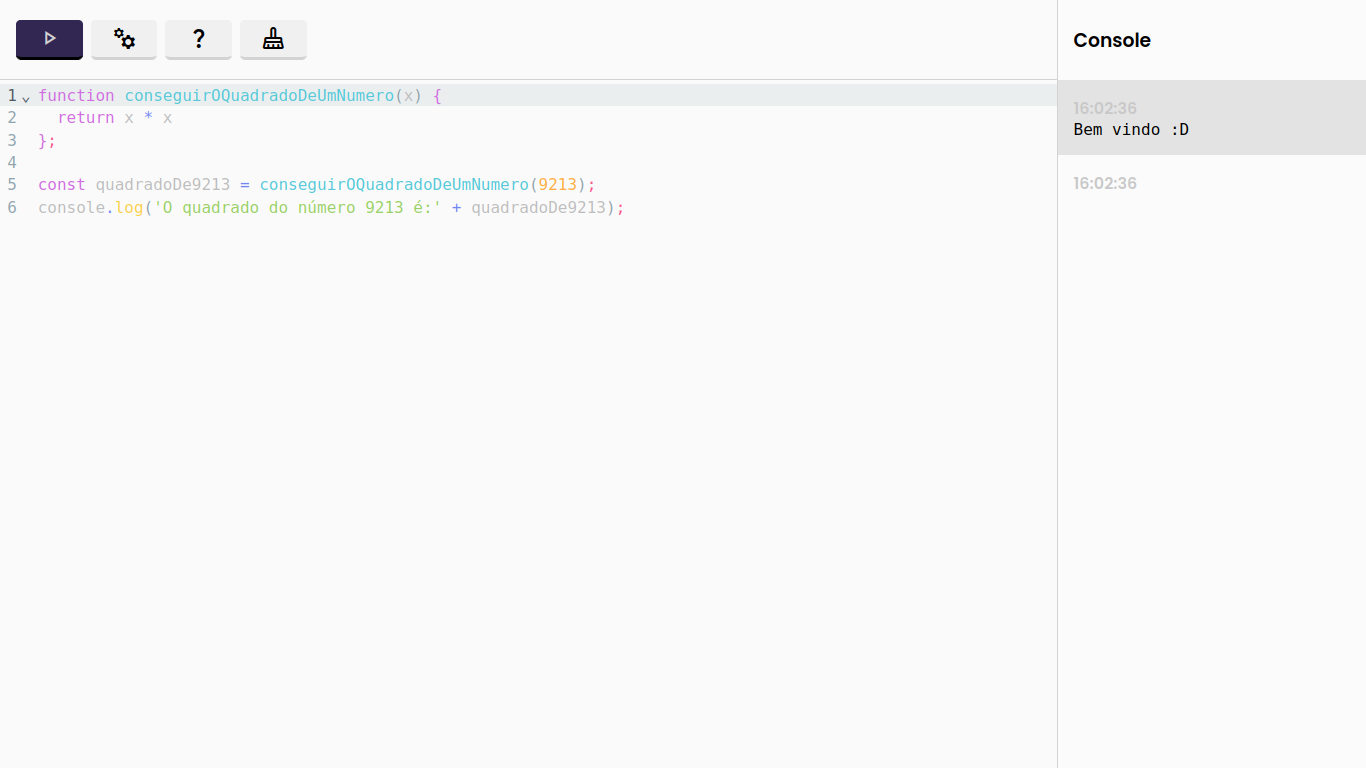 ?
Console
1 function conseguirOQuadradoDeUmNumero(x) {
2   return x * x
3 };
4
5 const quadradoDe9213 = conseguirOQuadradoDeUmNumero(9213);
6 console.log('O quadrado do número 9213 é:' + quadradoDe9213);
16:02:36
Bem vindo :D
16:02:36